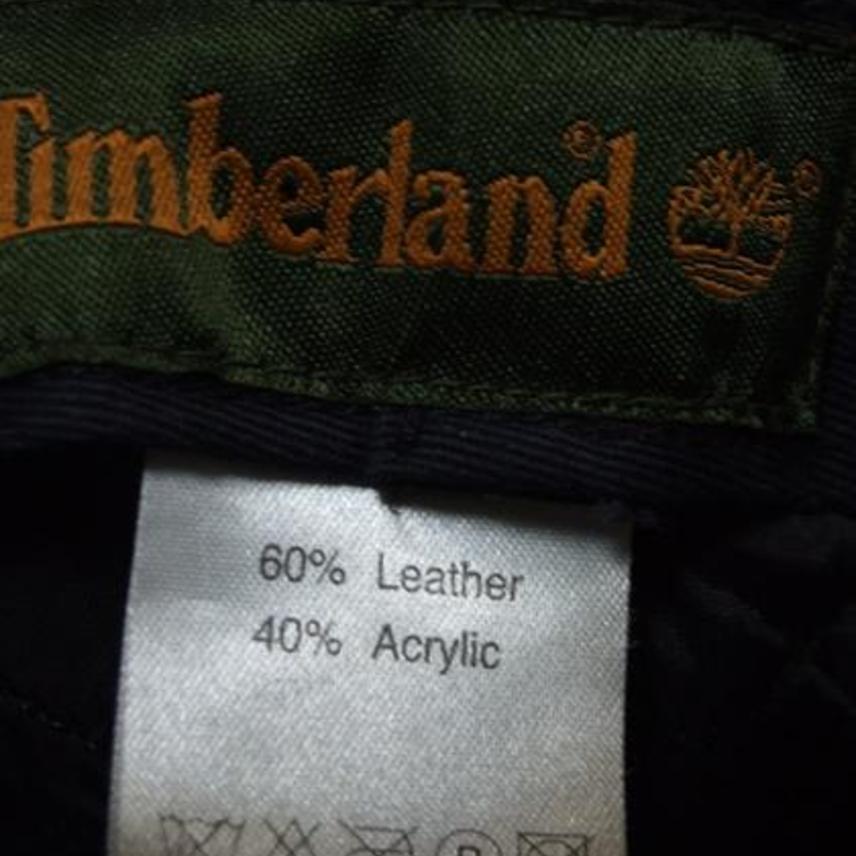 Timberland®
60% Leather
40% Acrylic
P